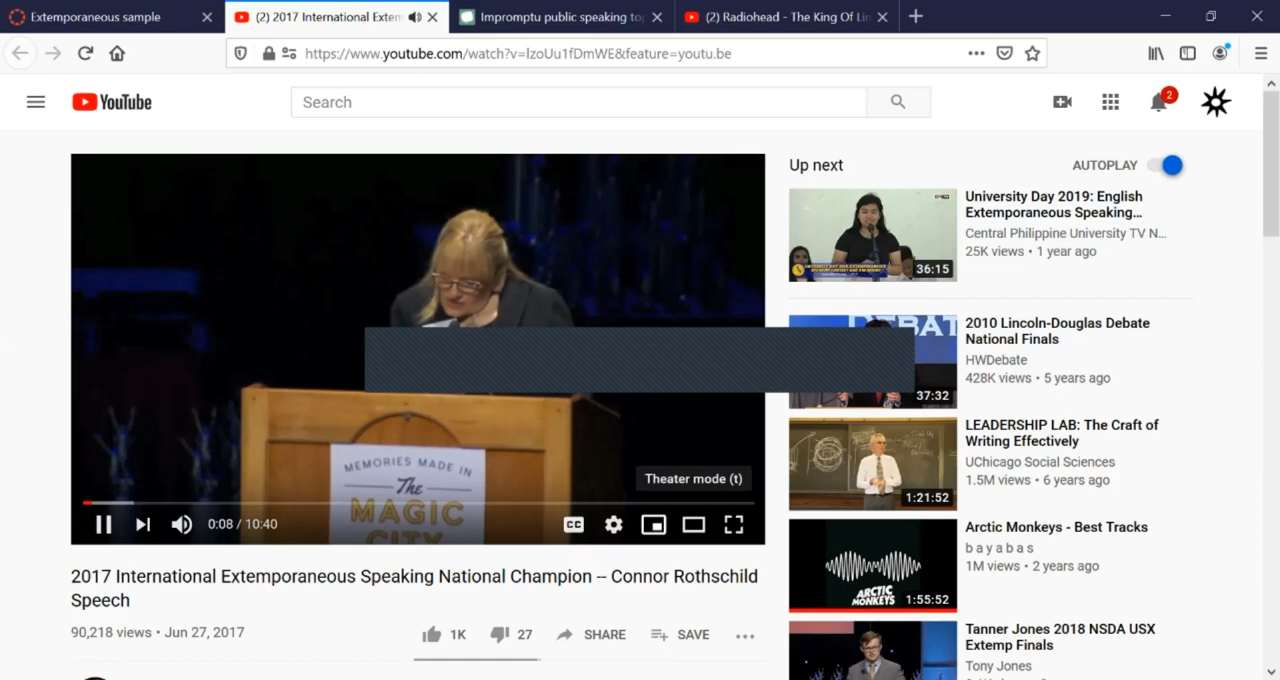 Extemporaneous sample
(2) 2017 International Extem
Impromptu public speaking to
(2) Radiohead - The King Of Lim
https://www.youtube.com/watch?v=IzoUu1fDmWE&feature=youtu.be
YouTube
Search
2
MEMORIES MADE IN
The
MAGIC
CITY
Theater mode (t)
CC
0:08 / 10:40
2017 International Extemporaneous Speaking National Champion -- Connor Rothschild
Speech
90,218 views • Jun 27, 2017
1K
27
SHARE
SAVE
Up next
AUTOPLAY
36:15
University Day 2019: English
Extemporaneous Speaking...
Central Philippine University TV N...
25K views • 1 year ago
DEBAT
37:32
2010 Lincoln-Douglas Debate
National Finals
HWDebate
428K views • 5 years ago
1:21:52
LEADERSHIP LAB: The Craft of
Writing Effectively
UChicago Social Sciences
1.5M views • 6 years ago
ARCTIC
MONKEYS
1:55:52
Arctic Monkeys - Best Tracks
b a y a b a s
1M views • 2 years ago
Tanner Jones 2018 NSDA USX
Extemp Finals
Tony Jones